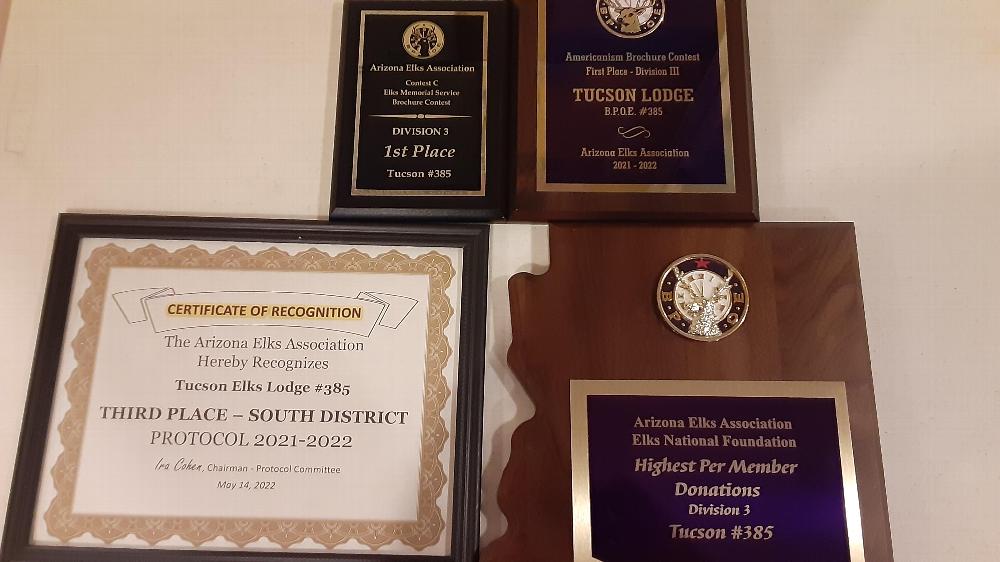 Arizona Elks Association
Contest C
Elks Memorial Service
Brochure Contest
DIVISION 3
1st Place
Tucson #385
Americanism Brochure Contest
First Place - Division III
TUCSON LODGE
B.P.O.E. #385
Arizona Elks Association
2021 - 2022
CERTIFICATE OF RECOGNITION
The Arizona Elks Association
Hereby Recognizes
Tucson Elks Lodge #385
THIRD PLACE – SOUTH DISTRICT
PROTOCOL 2021-2022
Ira Cohen, Chairman - Protocol Committee
May 14, 2022
B P O E
Arizona Elks Association
Elks National Foundation
Highest Per Member
Donations
Division 3
Tucson #385